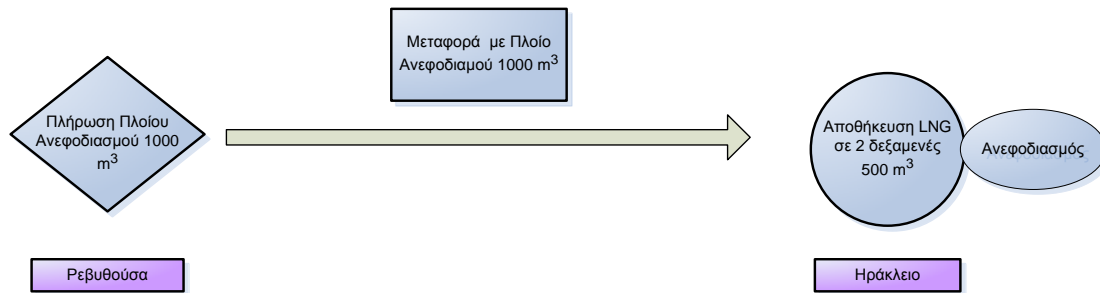 Μεταφορά με Πλοίο
Ανεφοδιαμού 1000 m³
Πλήρωση Πλοίου
Ανεφοδιασμού 1000
m³
Αποθήκευση LNG
σε 2 δεξαμενές
500 m³
Ανεφοδιασμός
Ρεβυθούσα
Ηράκλειο